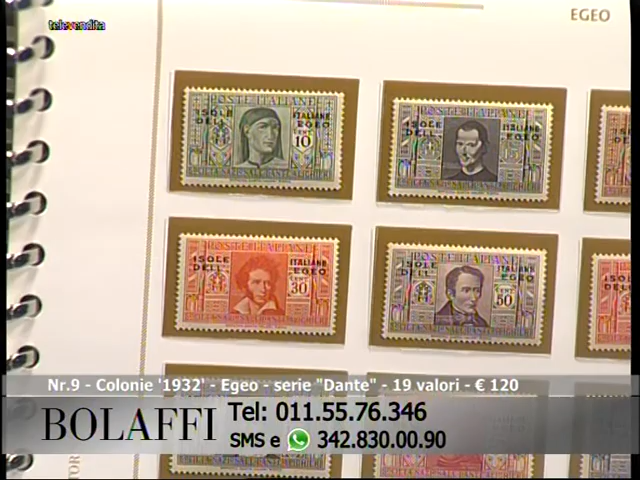 televendita
EGEO
POSTE ITALIANE
ISOLE ITALIANE
DELL' EGEO
CENT
10
POSTE ITALIANE
ISOLE ITALIANE
DELL' EGEO
15
POSTE ITALIANE
ISOLE ITALIANE
DELL' EGEO
30
POSTE ITALIANE
ISOLE ITALIANE
DELL' EGEO
50
Nr.9 - Colonie '1932' - Egeo - serie "Dante" - 19 valori - € 120
BOLAFFI
Tel: 011.55.76.346
SMS e 342.830.00.90